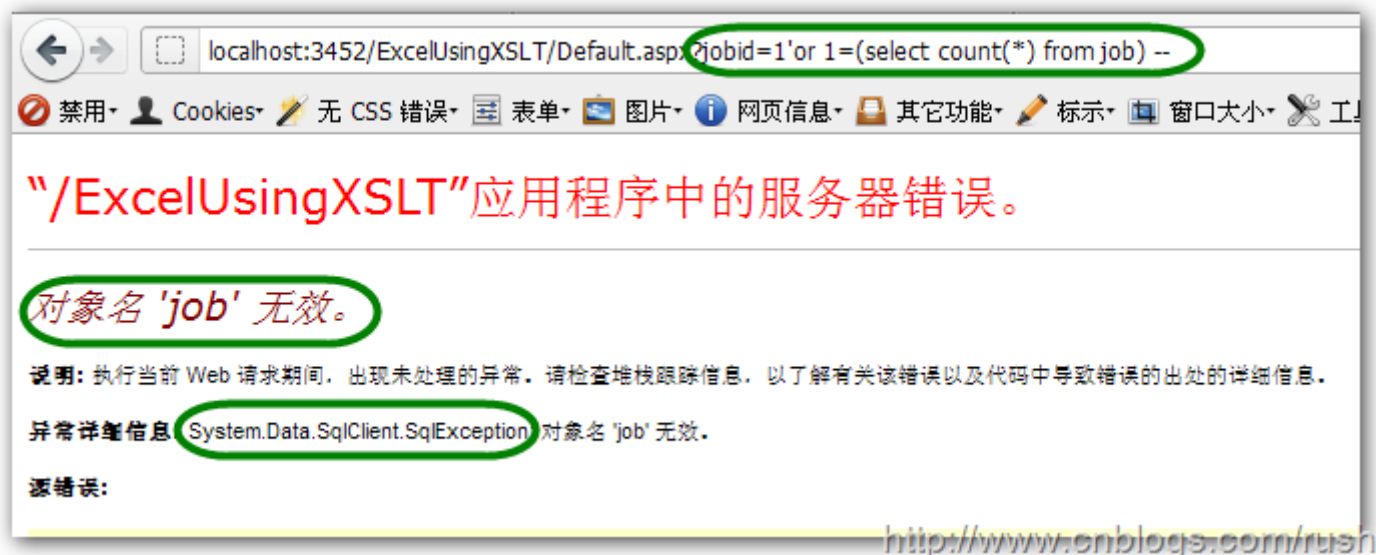 localhost:3452/ExcelUsingXSLT/Default.aspx?jobid=1'or 1=(select count(*) from job) --
禁用 Cookies 无 CSS 错误 表单 图片 网页信息 其它功能 标示 窗口大小
“/ExcelUsingXSLT”应用程序中的服务器错误。
对象名 'job' 无效。
说明: 执行当前 Web 请求期间，出现未处理的异常。请检查堆栈跟踪信息，以了解有关该错误以及代码中导致错误的出处的详细信息。
异常详细信息: System.Data.SqlClient.SqlException: 对象名 'job' 无效。
源错误:
http://www.cnblogs.com/rush